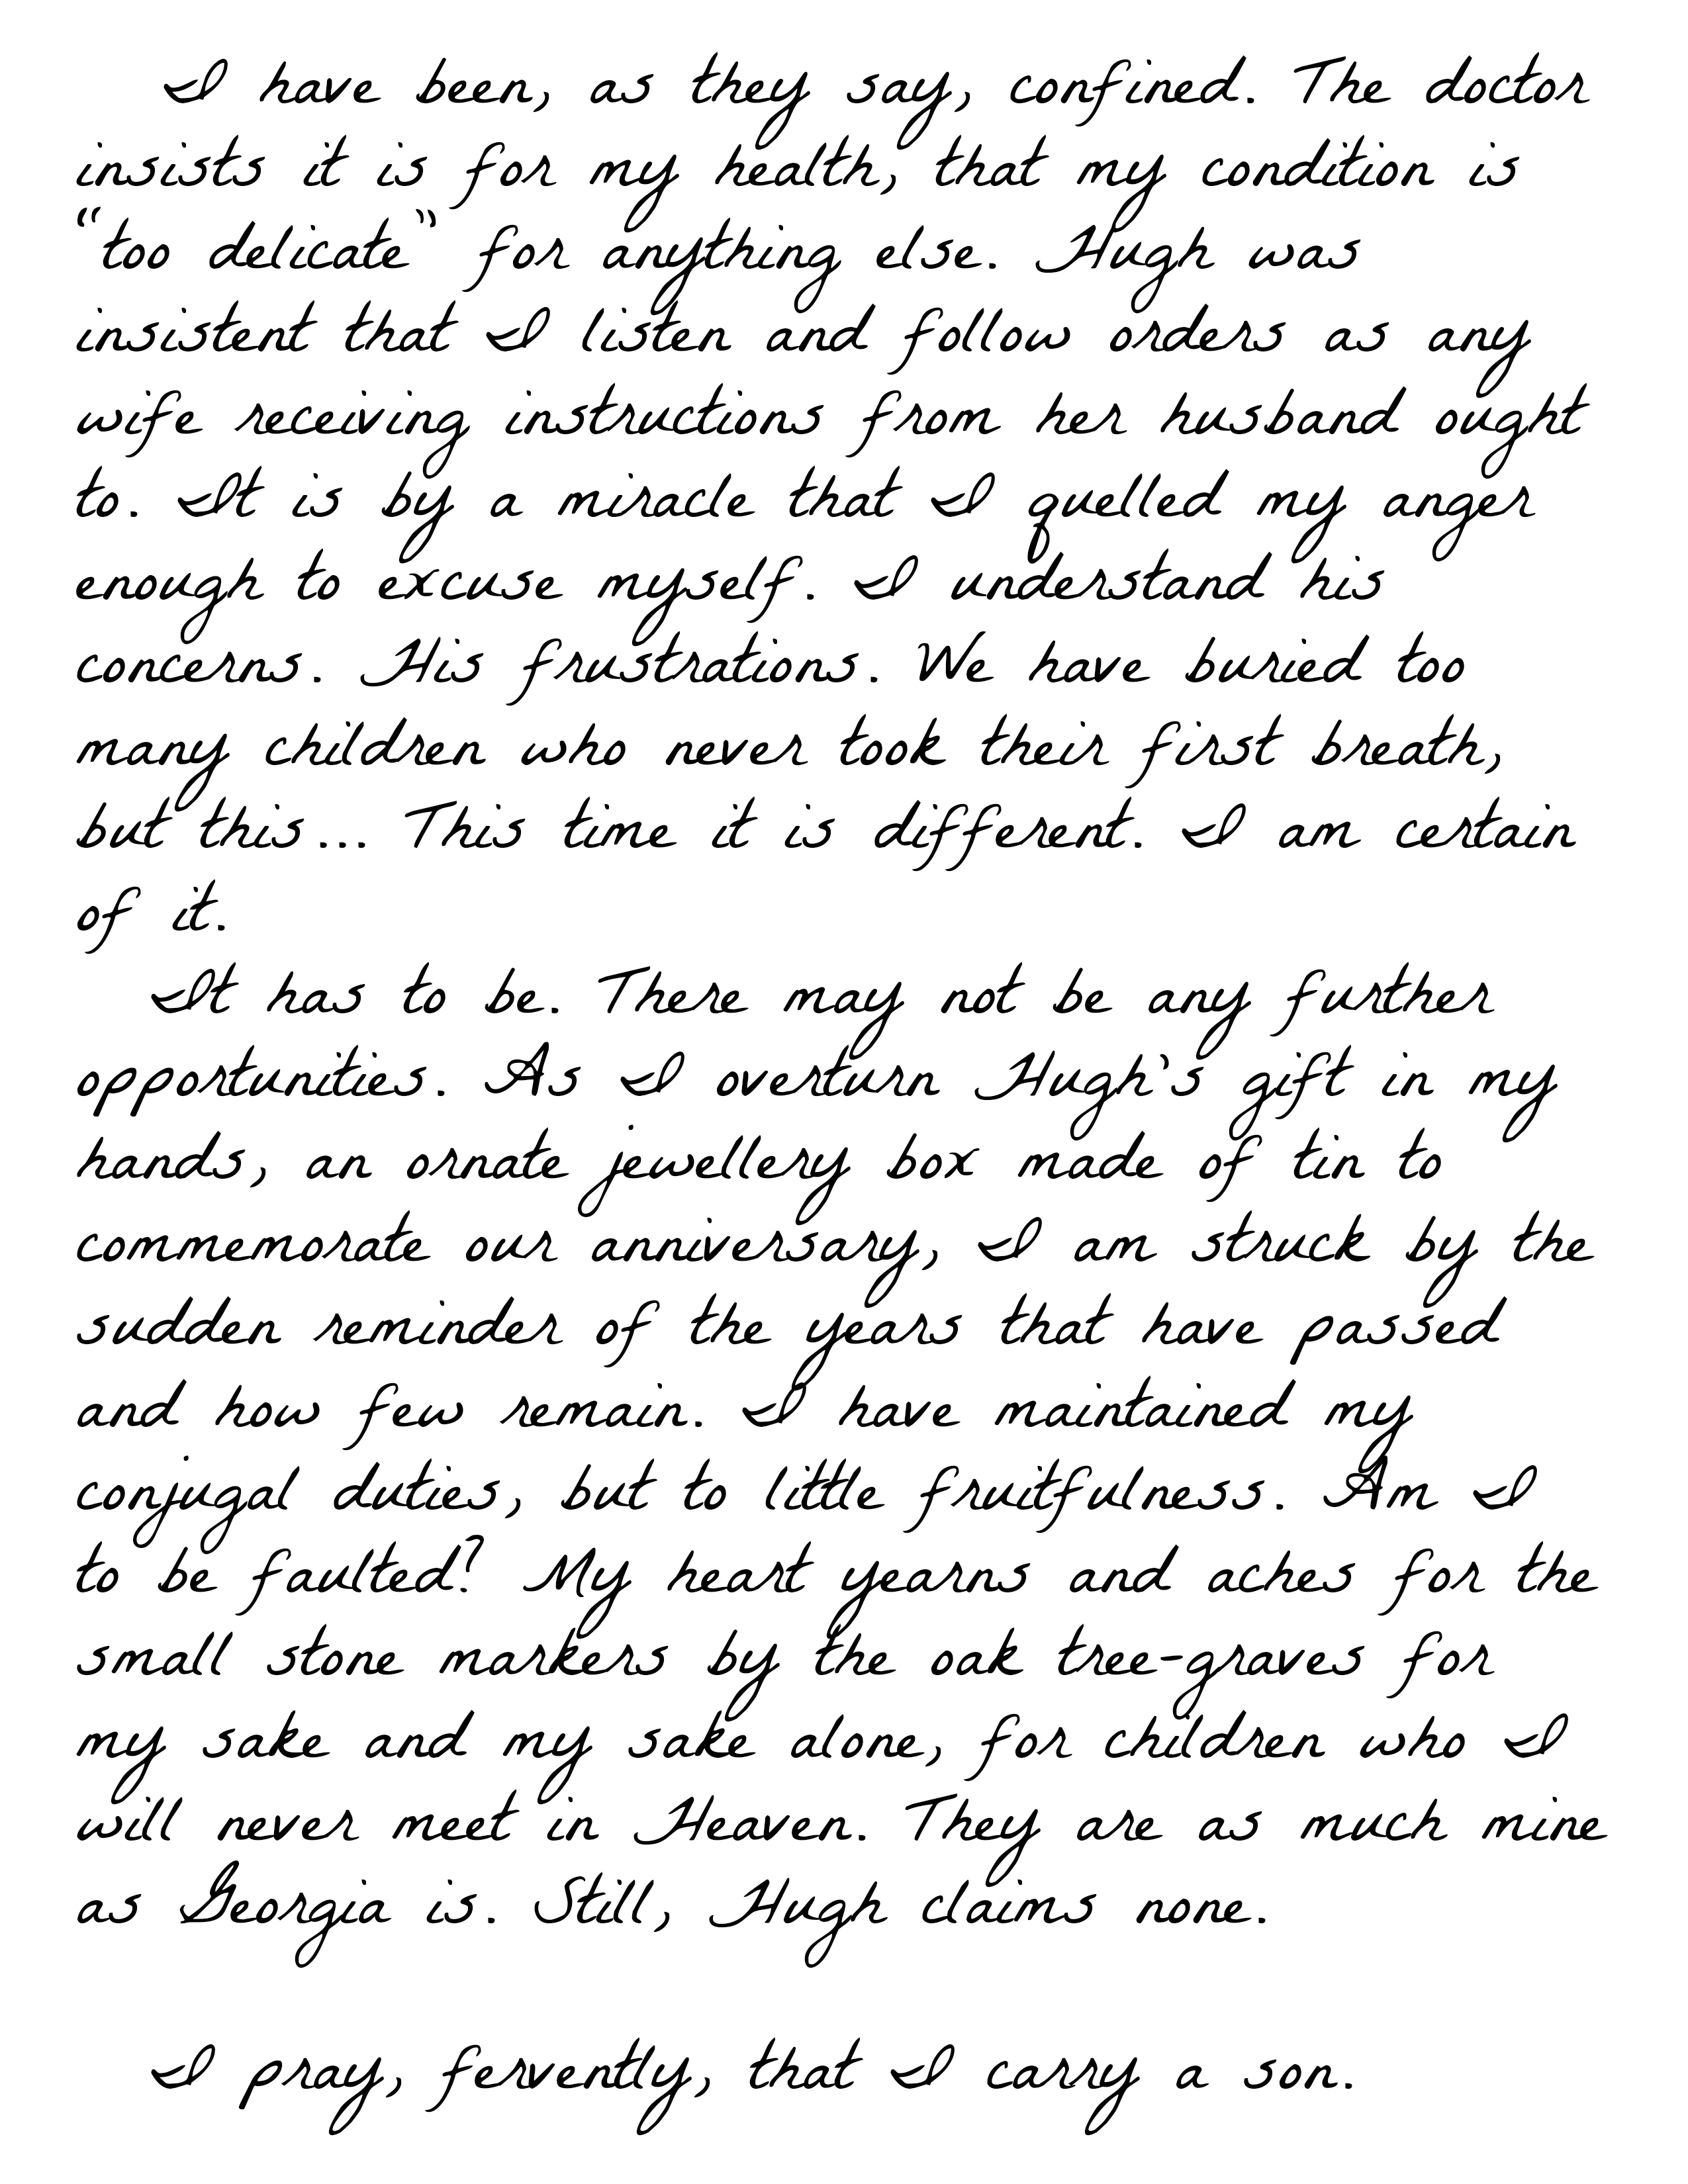 I have been, as they say, confined. The doctor
insists it is for my health, that my condition is
“too delicate” for anything else. Hugh was
insistent that I listen and follow orders as any
wife receiving instructions from her husband ought
to. It is by a miracle that I quelled my anger
enough to excuse myself. I understand his
concerns. His frustrations. We have buried too
many children who never took their first breath,
but this... This time it is different. I am certain
of it.
It has to be. There may not be any further
opportunities. As I overturn Hugh's gift in my
hands, an ornate jewellery box made of tin to
commemorate our anniversary, I am struck by the
sudden reminder of the years that have passed
and how few remain. I have maintained my
conjugal duties, but to little fruitfulness. Am I
to be faulted? My heart yearns and aches for the
small stone markers by the oak tree-graves for
my sake and my sake alone, for children who I
will never meet in Heaven. They are as much mine
as Georgia is. Still, Hugh claims none.
I pray, fervently, that I carry a son.